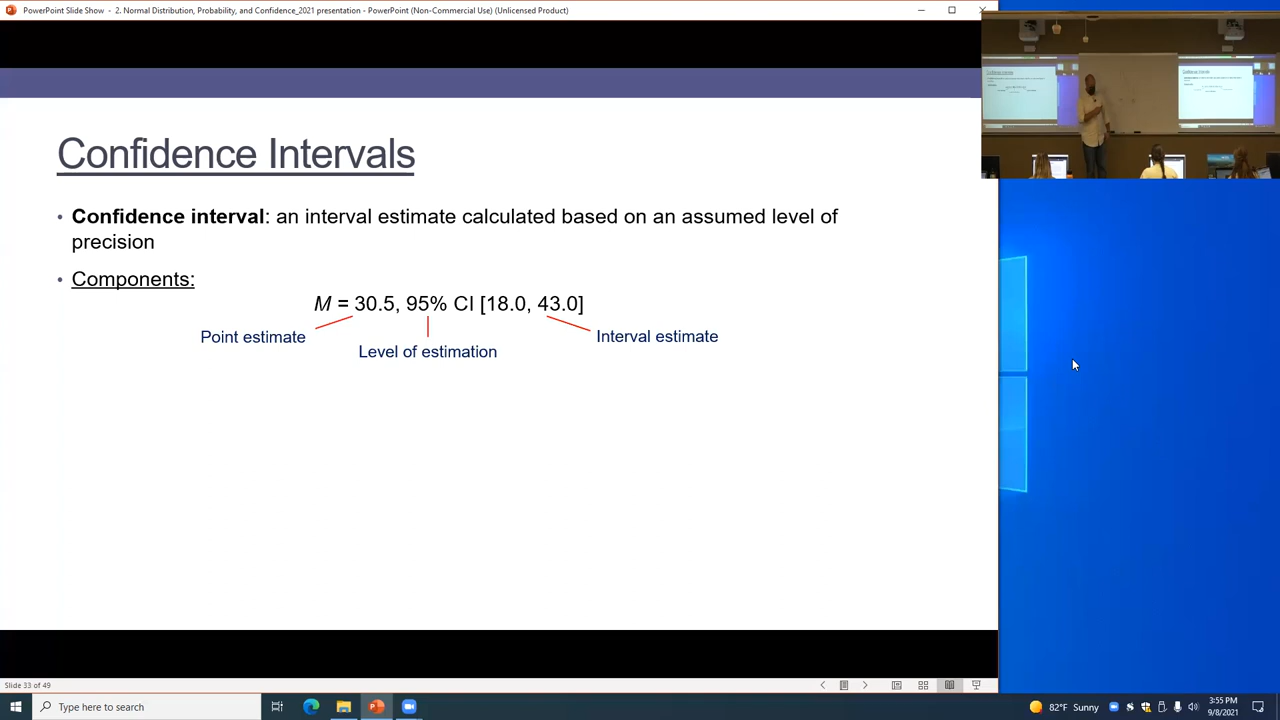 PowerPoint Slide Show - 2. Normal Distribution, Probability, and Confidence_2021 presentation - PowerPoint (Non-Commercial Use) (Unlicensed Product)
Confidence Intervals
• Confidence interval: an interval estimate calculated based on an assumed level of
precision
• Components:
M = 30.5, 95% CI [18.0, 43.0]
Point estimate
Level of estimation
Interval estimate
Slide 33 of 49
Type here to search
82°F Sunny
3:55 PM
9/8/2021